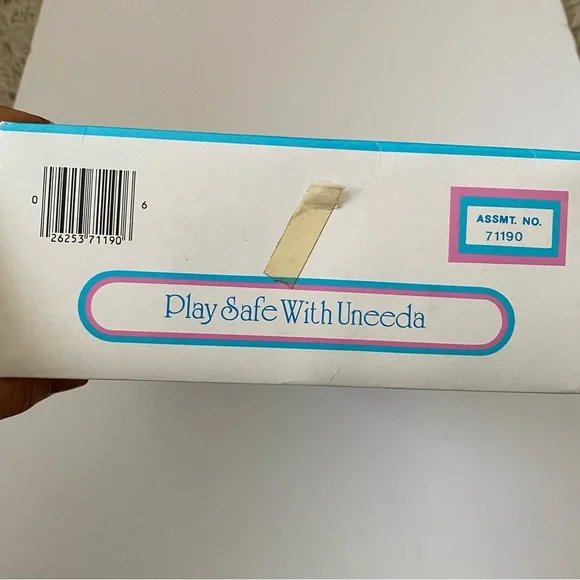 0 26253 71190 6
ASSMT. NO.
71190
Play Safe With Uneeda